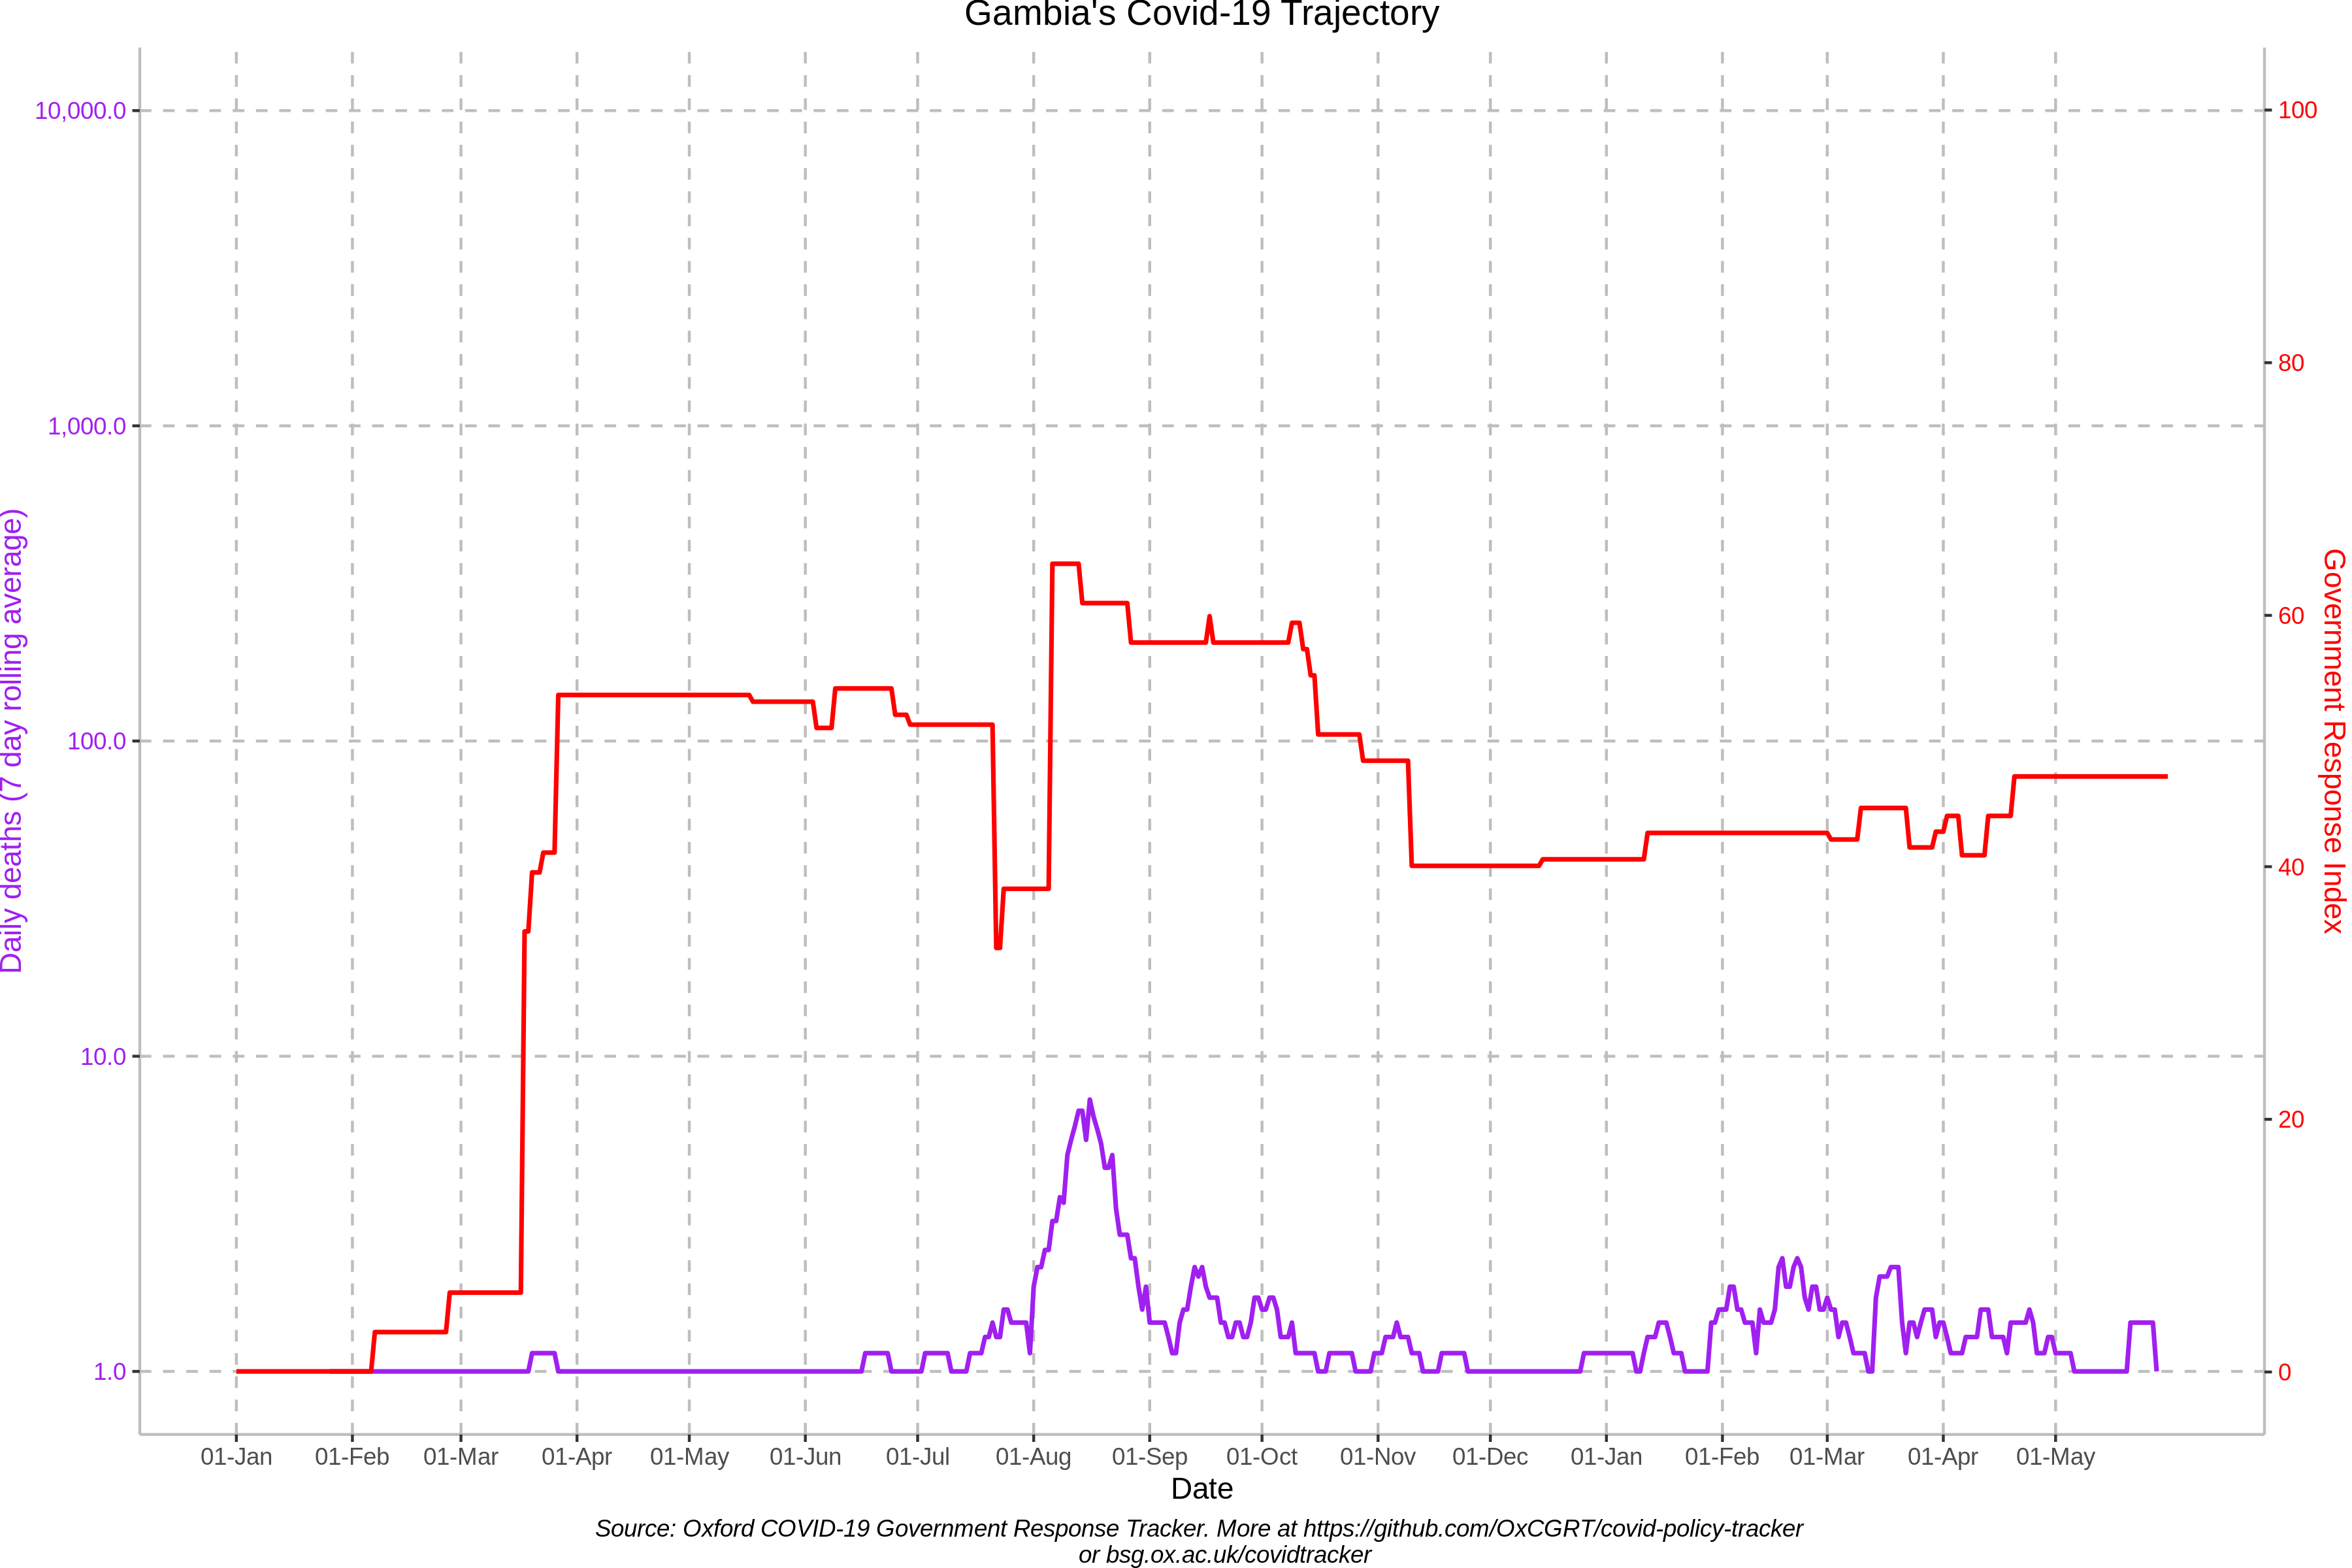 Gambia's Covid-19 Trajectory
10,000.0
1,000.0
100.0
10.0
1.0
Daily deaths (7 day rolling average)
100
80
60
40
20
0
Government Response Index
01-Jan 01-Feb 01-Mar 01-Apr 01-May 01-Jun 01-Jul 01-Aug 01-Sep 01-Oct 01-Nov 01-Dec 01-Jan 01-Feb 01-Mar 01-Apr 01-May
Date
Source: Oxford COVID-19 Government Response Tracker. More at https://github.com/OxCGRT/covid-policy-tracker
or bsg.ox.ac.uk/covidtracker